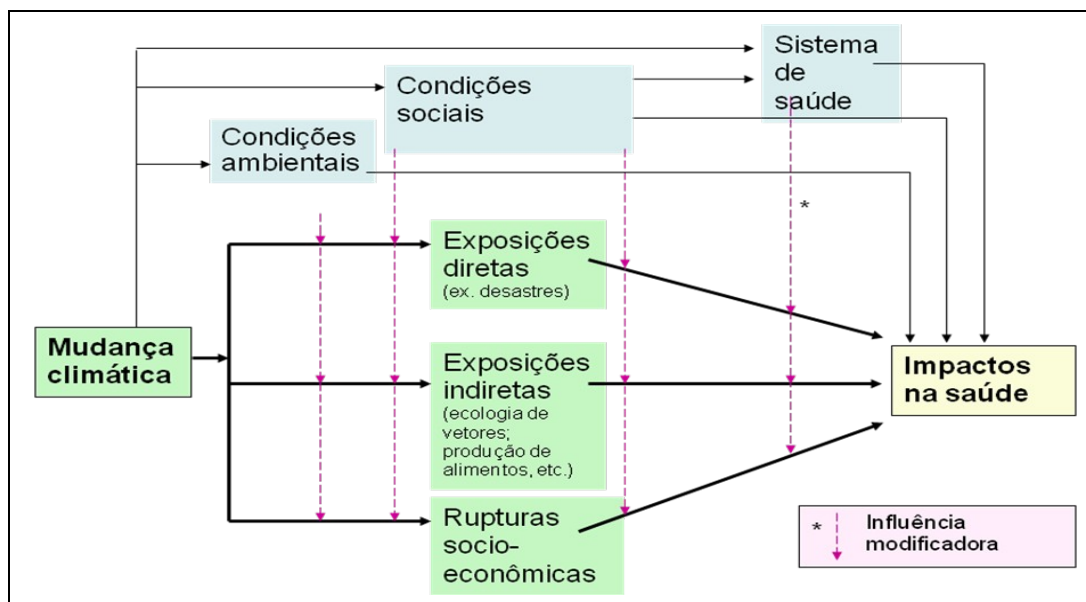 Sistema
de
saúde
Condições
sociais
Condições
ambientais
*
Exposições
diretas
(ex. desastres)
Mudança
climática
Exposições
indiretas
(ecologia de
vetores;
produção de
alimentos, etc.)
Impactos
na saúde
Rupturas
socio-
econômicas
* Influência
modificadora